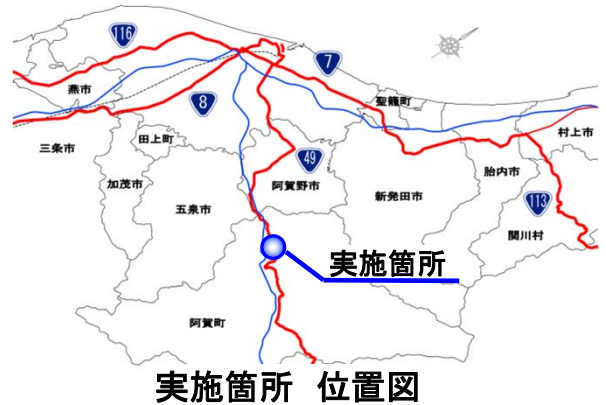 116
7
燕市
8
聖籠町
三条市
田上町
村上市
加茂市
49
阿賀野市
胎内市
五泉市
新発田市
113
関川村
実施箇所
阿賀町
実施箇所 位置図